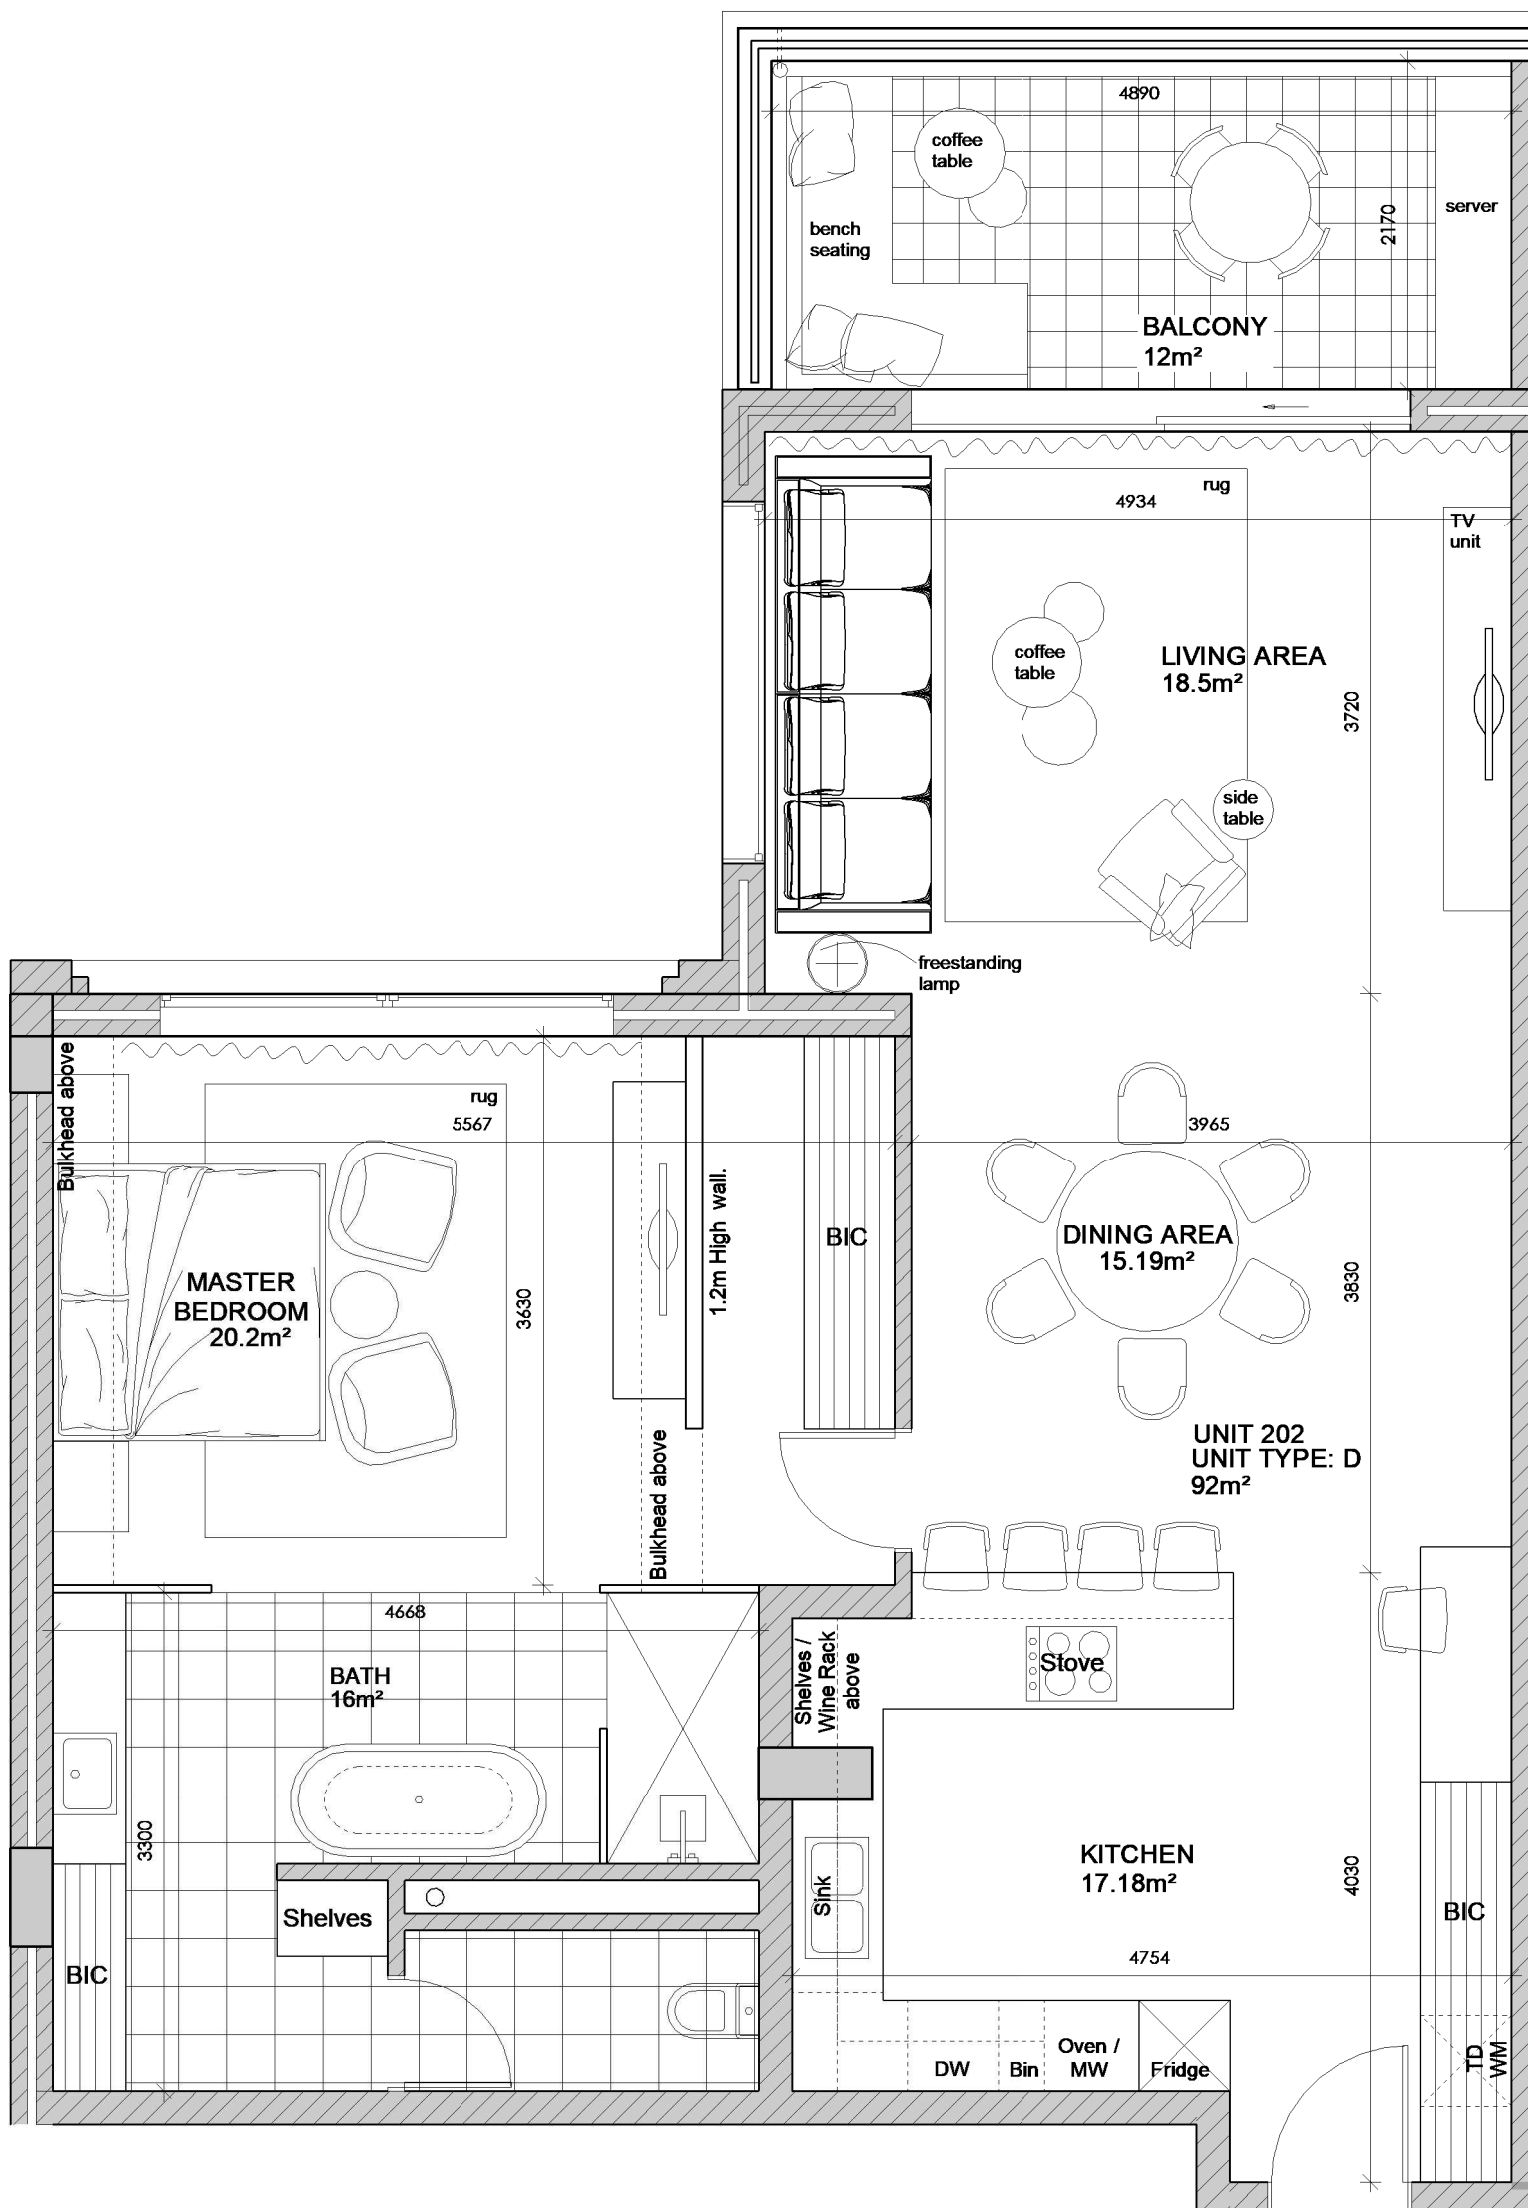 4890
coffee
table
server
2170
bench
seating
BALCONY
12m²
rug
4934
TV
unit
coffee
table
LIVING AREA
18.5m²
3720
side
table
freestanding
lamp
Bulkhead above
rug
5567
3965
1.2m High wall.
BIC
DINING AREA
15.19m²
MASTER
BEDROOM
20.2m²
3630
3830
UNIT 202
UNIT TYPE: D
92m²
Bulkhead above
4668
BATH
16m²
Shelves /
Wine Rack
above
Stove
3300
KITCHEN
17.18m²
4030
Sink
Shelves
BIC
4754
BIC
DW
Bin
Oven /
MW
Fridge
TD
WM